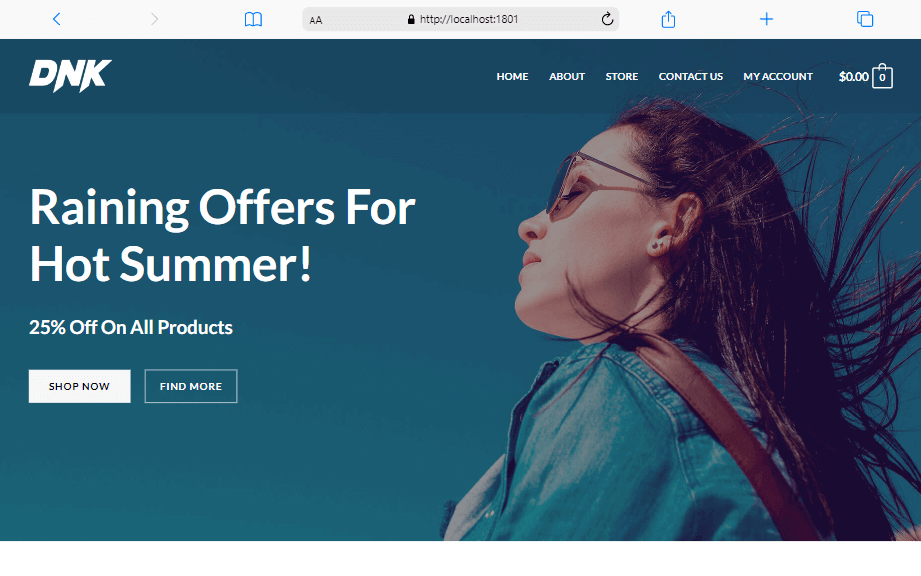 AA http://localhost:1801
DNK HOME ABOUT STORE CONTACT US MY ACCOUNT $0.00 0
Raining Offers For
Hot Summer!
25% Off On All Products
SHOP NOW FIND MORE